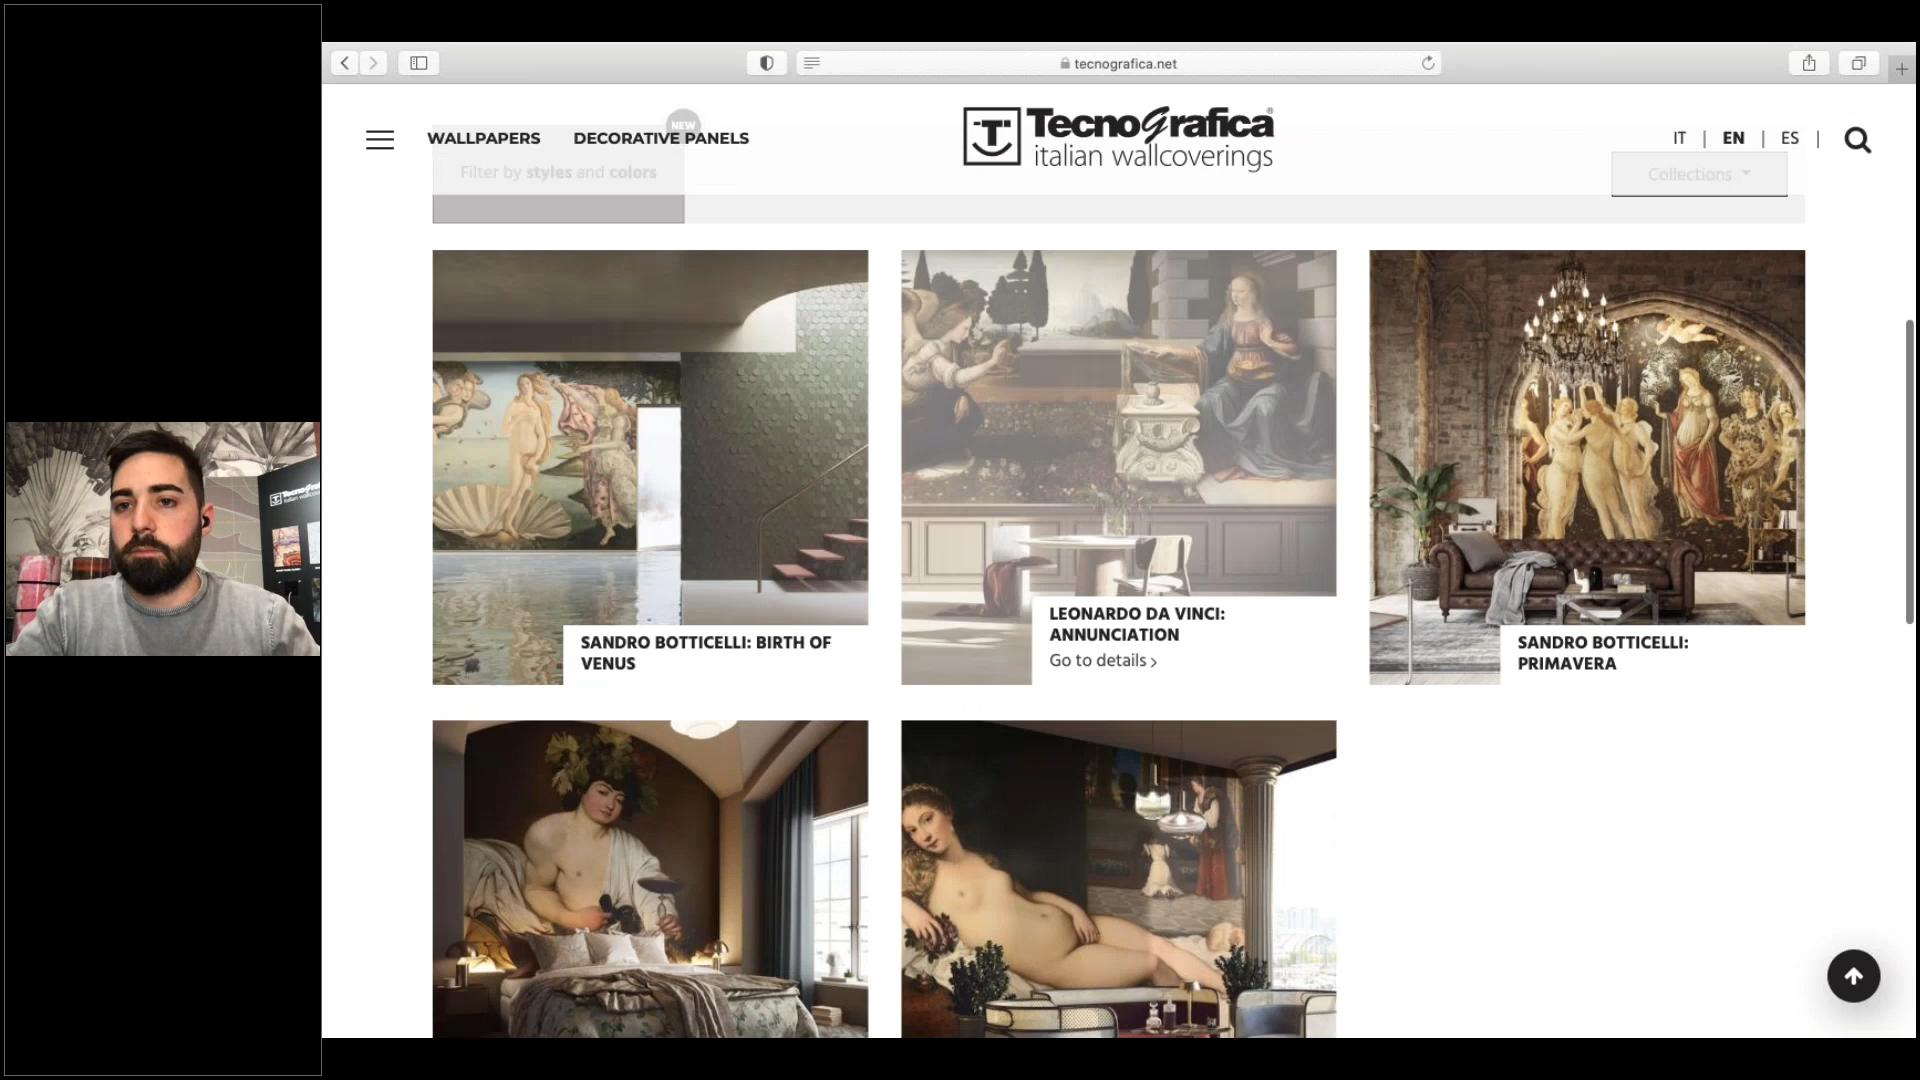 tecnografica.net
NEW
WALLPAPERS
DECORATIVE PANELS
TecnoGrafica
italian wallcoverings
IT | EN | ES |
Filter by styles and colors
Collections
SANDRO BOTTICELLI: BIRTH OF
VENUS
LEONARDO DA VINCI:
ANNUNCIATION
Go to details >
SANDRO BOTTICELLI:
PRIMAVERA